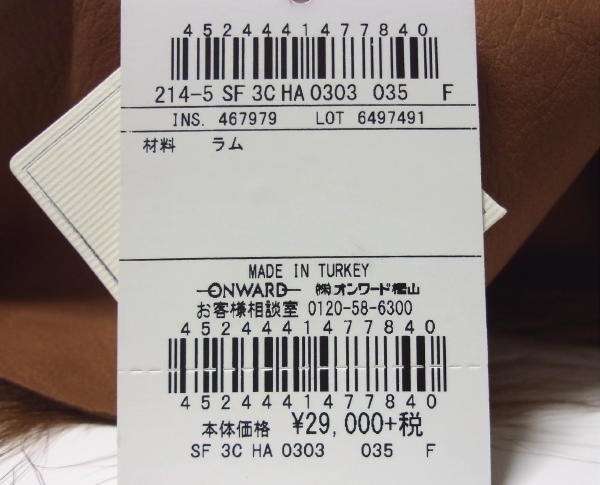 4524441477840
214-5 SF 3C HA 0303 035 F
INS. 467979 LOT 6497491
材料 ラム
MADE IN TURKEY
ONWARD ㈱オンワード樫山
お客様相談室 0120-58-6300
4524441477840
4524441477840
本体価格 ¥29,000+税
SF 3C HA 0303 035 F